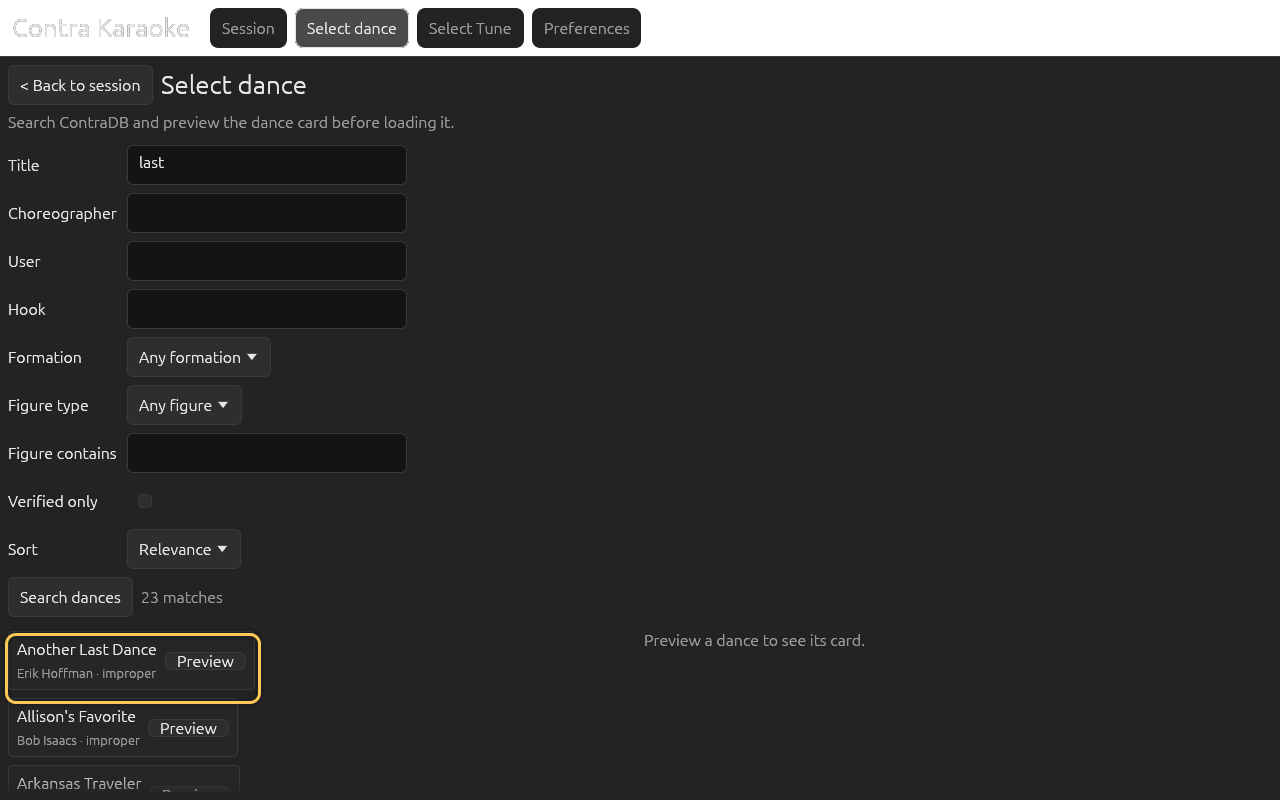 Contra Karaoke Session Select dance Select Tune Preferences
< Back to session Select dance
Search ContraDB and preview the dance card before loading it.
Title last
Choreographer
User
Hook
Formation Any formation
Figure type Any figure
Figure contains
Verified only
Sort Relevance
Search dances 23 matches
Preview a dance to see its card.
Another Last Dance
Preview
Erik Hoffman · improper
Allison's Favorite
Preview
Bob Isaacs · improper
Arkansas Traveler